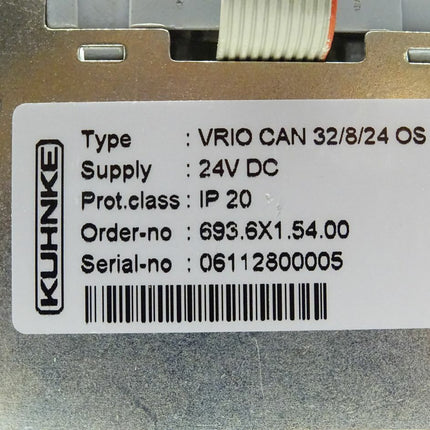 KUHNKE
Type : VRIO CAN 32/8/24 OS
Supply : 24V DC
Prot.class : IP 20
Order-no : 693.6X1.54.00
Serial-no : 06112800005